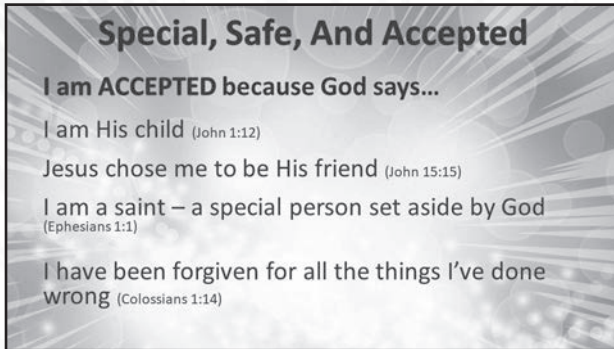 Special, Safe, And Accepted
I am ACCEPTED because God says...
I am His child (John 1:12)
Jesus chose me to be His friend (John 15:15)
I am a saint – a special person set aside by God
(Ephesians 1:1)
I have been forgiven for all the things I’ve done
wrong (Colossians 1:14)